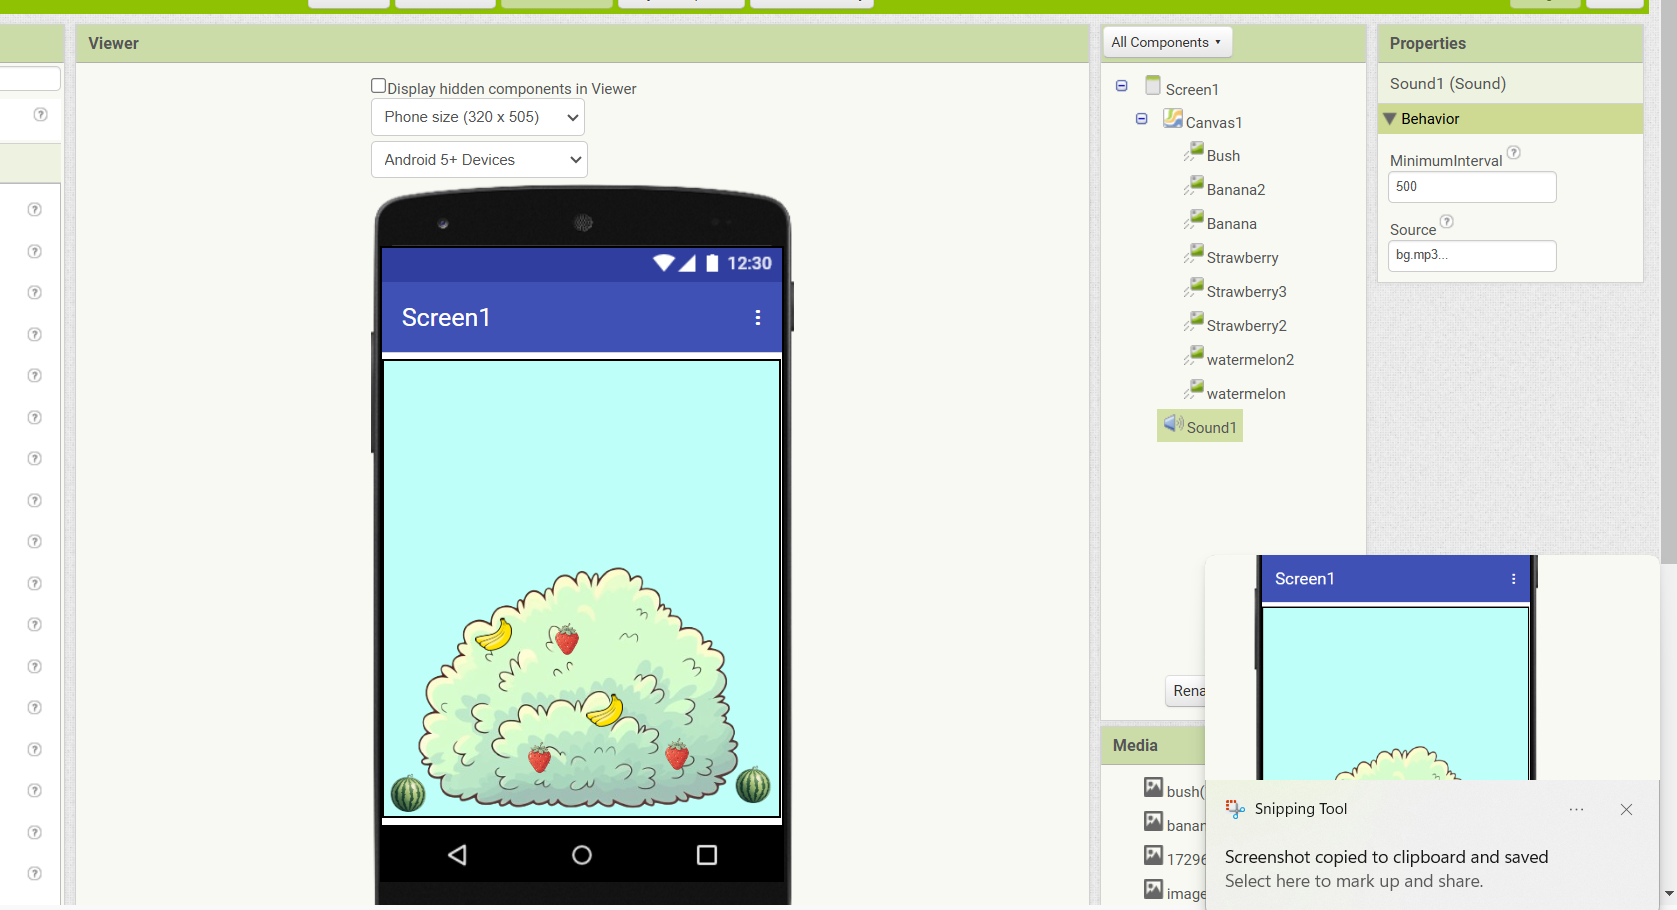 Viewer
Display hidden components in Viewer
Phone size (320 x 505)
Android 5+ Devices
12:30
Screen1
All Components
Screen1
Canvas1
Bush
Banana2
Banana
Strawberry
Strawberry3
Strawberry2
watermelon2
watermelon
Sound1
Rena
Media
bush(
banan
17296
image
Properties
Sound1 (Sound)
Behavior
MinimumInterval
500
Source
bg.mp3...
Screen1
Snipping Tool
Screenshot copied to clipboard and saved
Select here to mark up and share.